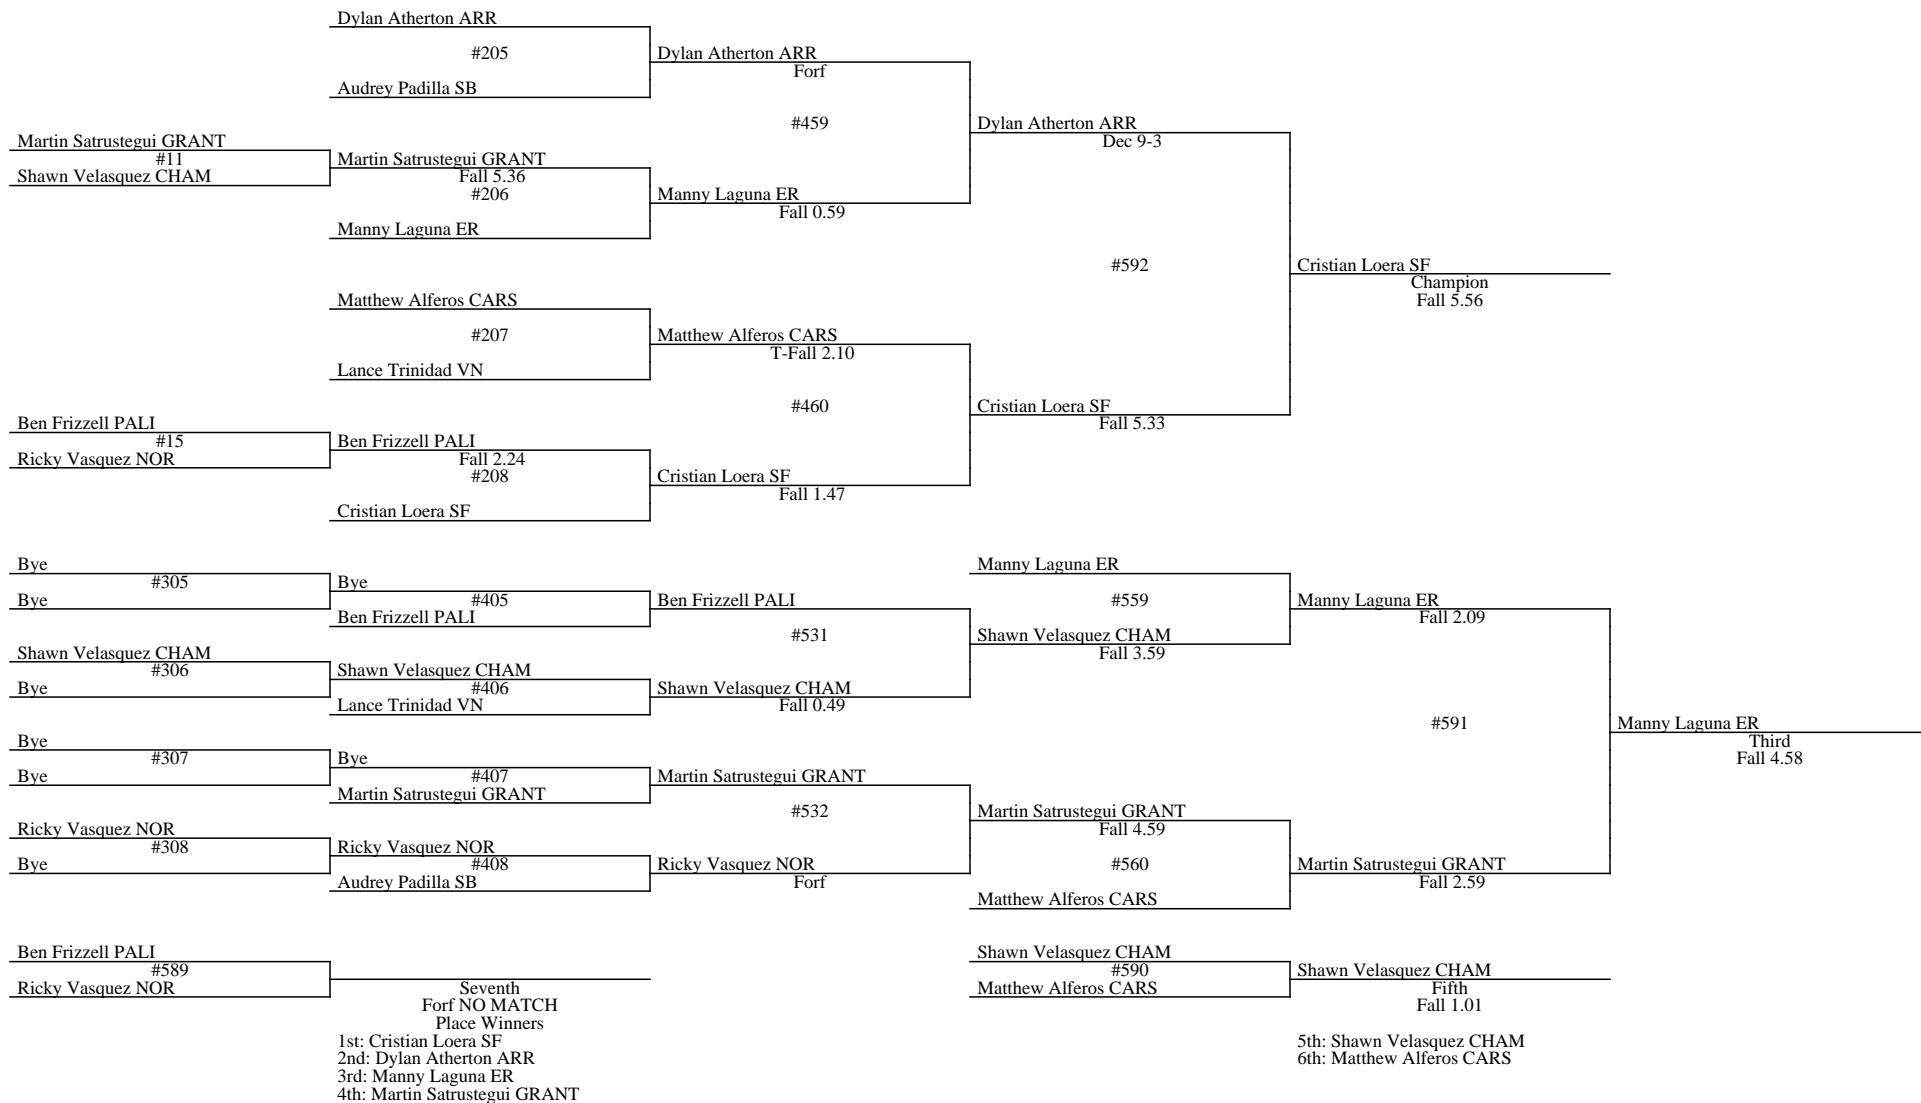 Dylan Atherton ARR
#205
Dylan Atherton ARR
Forf
Audrey Padilla SB
#459
Dylan Atherton ARR
Dec 9-3
Martin Satrustegui GRANT
#11
Shawn Velasquez CHAM
Martin Satrustegui GRANT
Fall 5.36
#206
Manny Laguna ER
Fall 0.59
Manny Laguna ER
#592
Cristian Loera SF
Champion
Fall 5.56
Matthew Alferos CARS
#207
Matthew Alferos CARS
T-Fall 2.10
Lance Trinidad VN
#460
Cristian Loera SF
Fall 5.33
Ben Frizzell PALI
#15
Ricky Vasquez NOR
Ben Frizzell PALI
Fall 2.24
#208
Cristian Loera SF
Fall 1.47
Cristian Loera SF
Bye
#305
Bye
Bye
#405
Ben Frizzell PALI
Ben Frizzell PALI
#531
Manny Laguna ER
#559
Shawn Velasquez CHAM
Fall 3.59
Manny Laguna ER
Fall 2.09
Shawn Velasquez CHAM
#306
Bye
Shawn Velasquez CHAM
#406
Lance Trinidad VN
Shawn Velasquez CHAM
Fall 0.49
#591
Manny Laguna ER
Third
Fall 4.58
Bye
#307
Bye
Bye
#407
Martin Satrustegui GRANT
Martin Satrustegui GRANT
#532
Martin Satrustegui GRANT
Fall 4.59
#560
Matthew Alferos CARS
Martin Satrustegui GRANT
Fall 2.59
Ricky Vasquez NOR
#308
Bye
Ricky Vasquez NOR
#408
Audrey Padilla SB
Ricky Vasquez NOR
Forf
Ben Frizzell PALI
#589
Ricky Vasquez NOR
Seventh
Forf NO MATCH
Shawn Velasquez CHAM
#590
Matthew Alferos CARS
Shawn Velasquez CHAM
Fifth
Fall 1.01
Place Winners
1st: Cristian Loera SF
2nd: Dylan Atherton ARR
3rd: Manny Laguna ER
4th: Martin Satrustegui GRANT
5th: Shawn Velasquez CHAM
6th: Matthew Alferos CARS